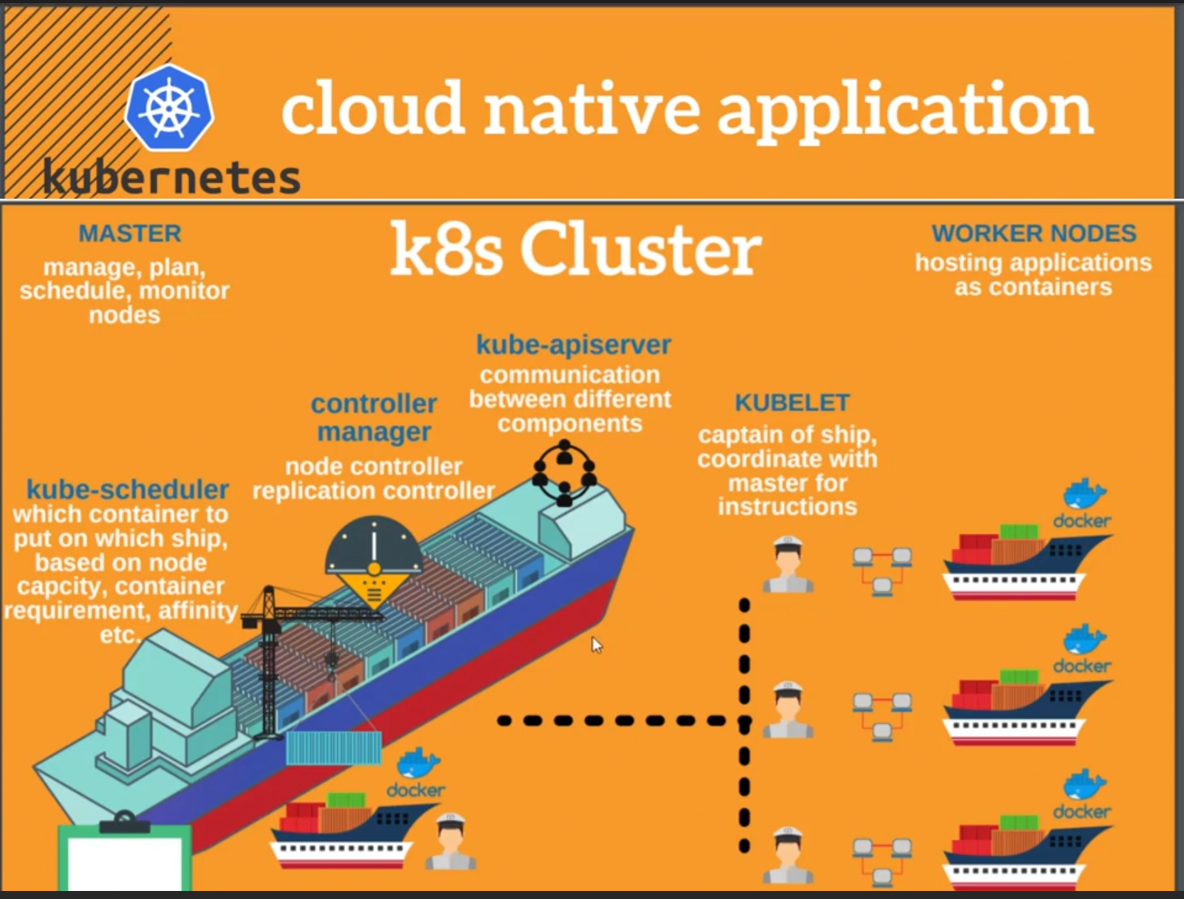 kubernetes
cloud native application
MASTER
manage, plan,
schedule, monitor
nodes
k8s Cluster
WORKER NODES
hosting applications
as containers
kube-apiserver
communication
between different
components
controller
manager
node controller
replication controller
KUBELET
captain of ship,
coordinate with
master for
instructions
kube-scheduler
which container to
put on which ship,
based on node
capcity, container
requirement, affinity
etc.
docker
docker
docker
docker